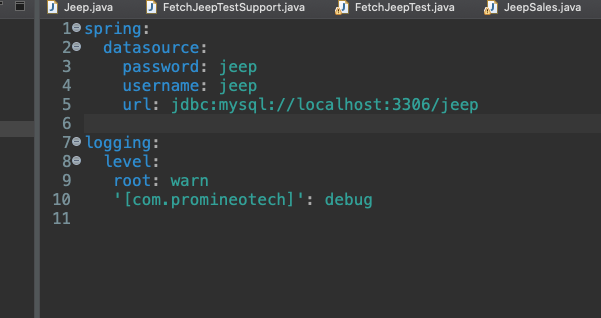 Jeep.java FetchJeepTestSupport.java FetchJeepTest.java JeepSales.java
1 spring:
2   datasource:
3     password: jeep
4     username: jeep
5     url: jdbc:mysql://localhost:3306/jeep
6
7 logging:
8   level:
9    root: warn
10    '[com.promineotech]': debug
11